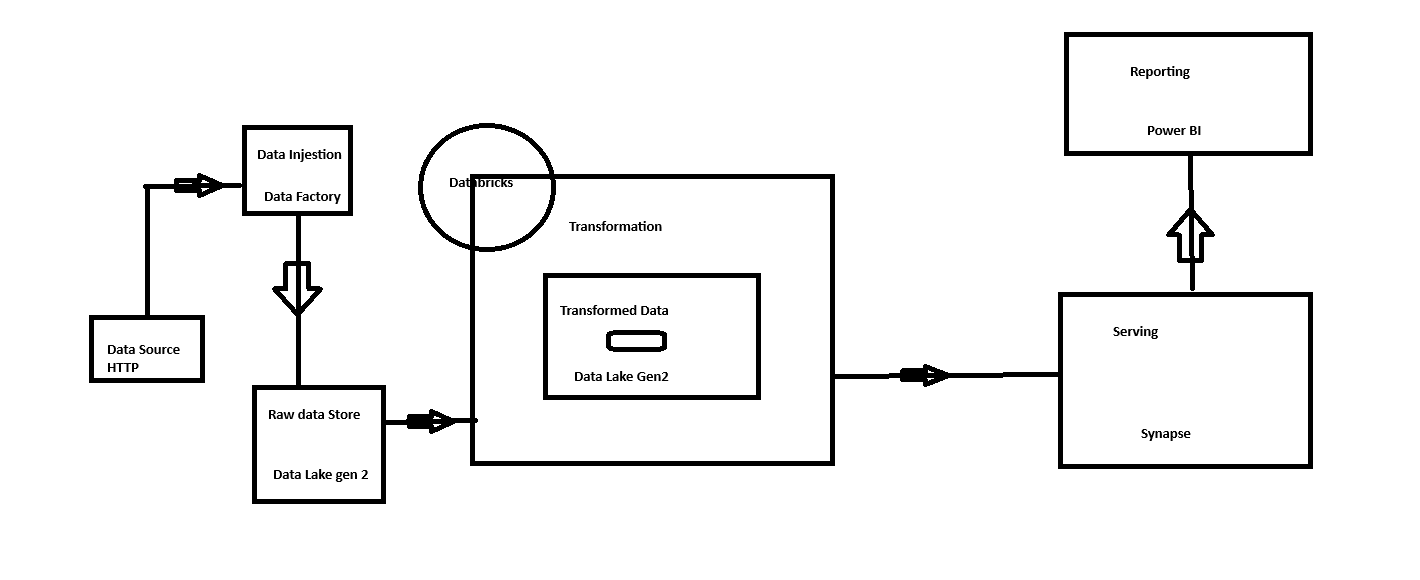 Data Source
HTTP
Data Injestion
Data Factory
Raw data Store
Data Lake gen 2
Databricks
Transformation
Transformed Data
Data Lake Gen2
Serving
Synapse
Reporting
Power BI